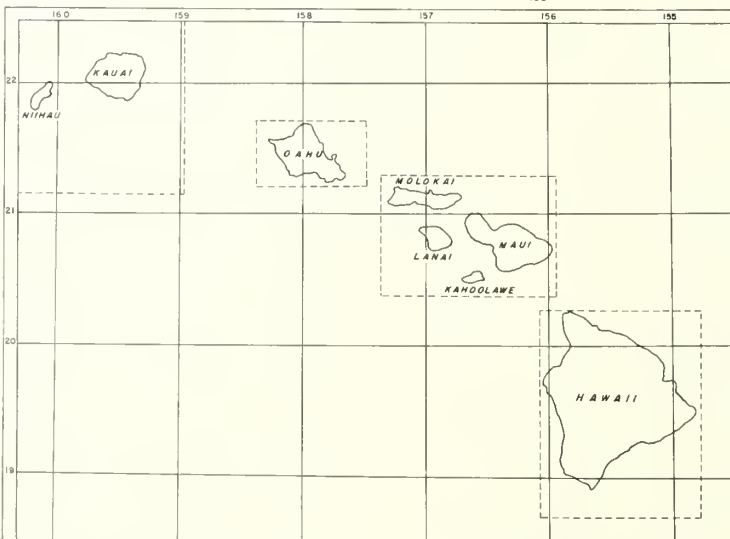 160 159 158 157 156 155
KAUAI
22
NIIHAU
OAHU
MOLOKAI
21
MAUI
LANAI
KAHOOLAWE
20
HAWAII
19